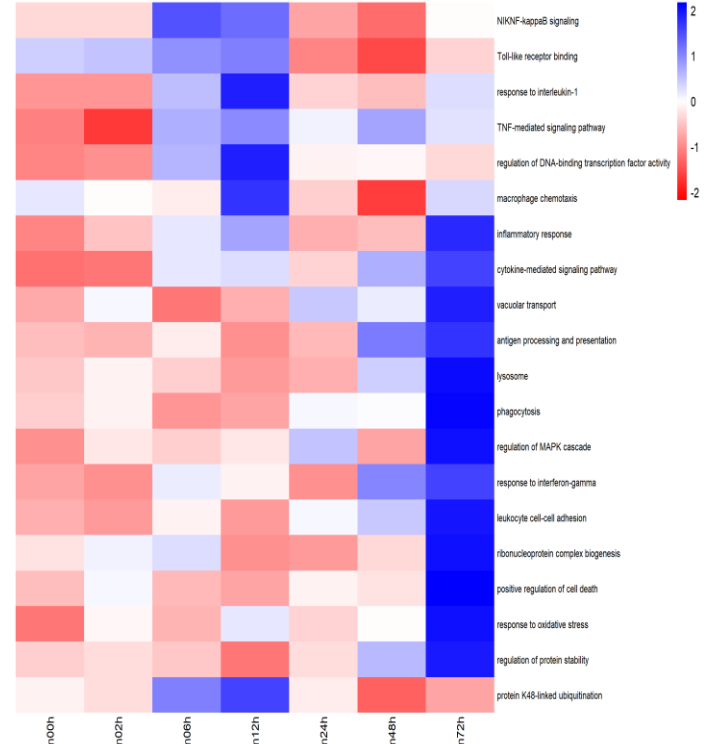 NIKNF-kappaB signaling
Toll-like receptor binding
response to interleukin-1
TNF-mediated signaling pathway
regulation of DNA-binding transcription factor activity
macrophage chemotaxis
inflammatory response
cytokine-mediated signaling pathway
vacuolar transport
antigen processing and presentation
lysosome
phagocytosis
regulation of MAPK cascade
response to interferon-gamma
leukocyte cell-cell adhesion
ribonucleoprotein complex biogenesis
positive regulation of cell death
response to oxidative stress
regulation of protein stability
protein K48-linked ubiquitination
2
1
0
-1
-2
n00h n02h n06h n12h n24h n48h n72h